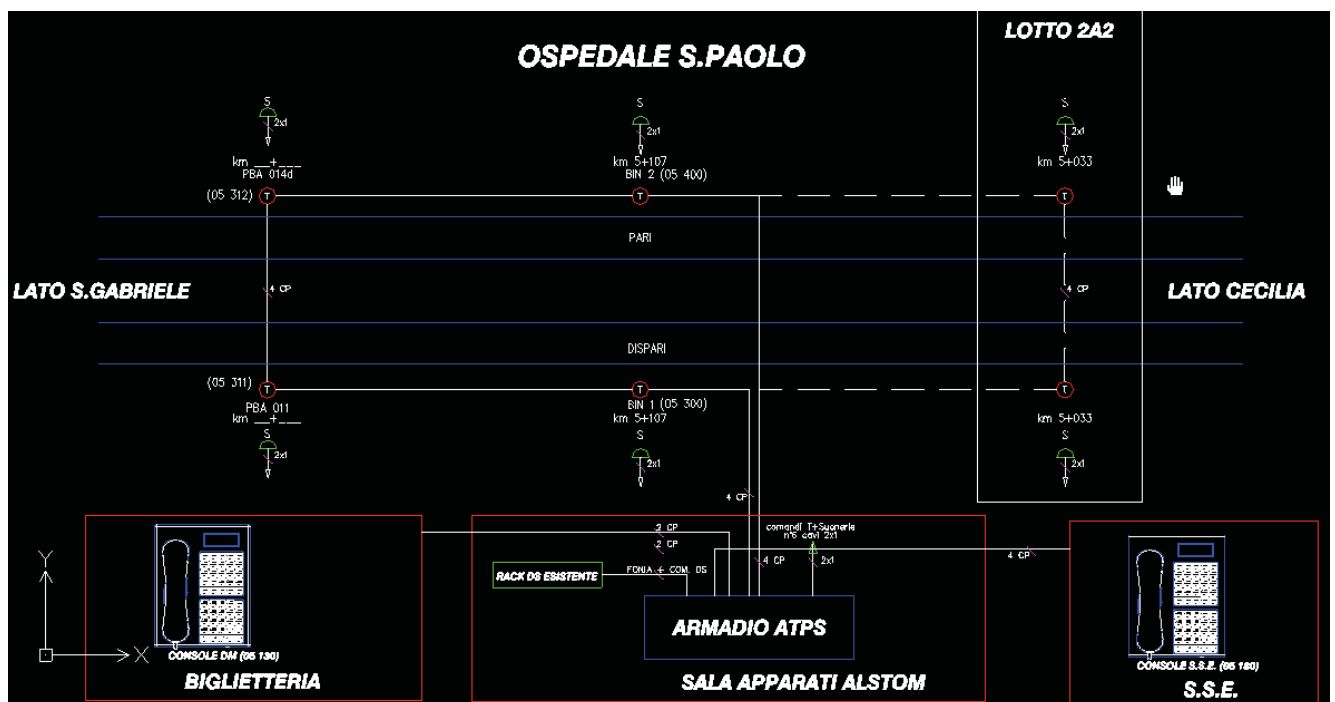 LOTTO 2A2
OSPEDALE S.PAOLO
S
2x1
S
2x1
S
2x1
km __+___
PBA 014d
km 5+107
BIN 2 (05 400)
km 5+033
(05 312)
T
T
T
PARI
LATO S.GABRIELE
4 CP
4 CP
LATO CECILIA
DISPARI
(05 311)
T
T
T
PBA 011
km __+___
BIN 1 (05 300)
km 5+107
km 5+033
S
2x1
S
2x1
S
2x1
4 CP
2 CP
2 CP
comandi T+Suonerie
n°6 cavi 2x1
4 CP
2x1
4 CP
FONIA + COM. DS
RACK DS ESISTENTE
ARMADIO ATPS
Y
X
CONSOLE DM (05 130)
BIGLIETTERIA
SALA APPARATI ALSTOM
CONSOLE S.S.E. (05 180)
S.S.E.